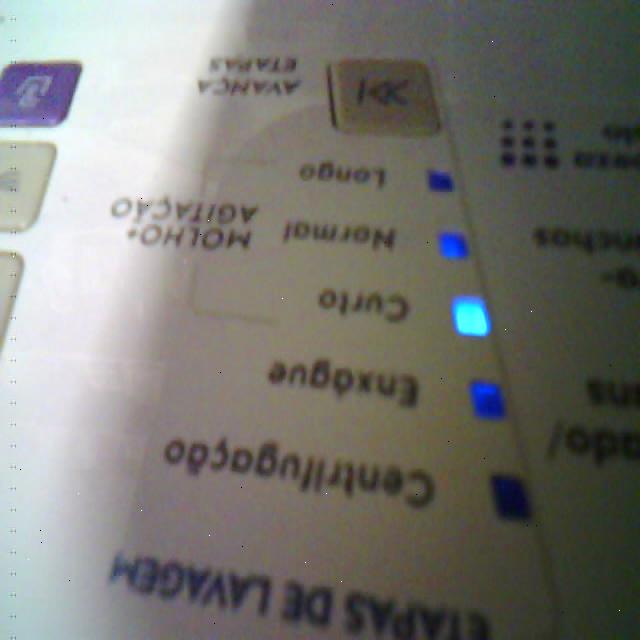 ETAPAS DE LAVAGEM
Centrifugação
Enxágue
Curto
Normal
MOLHO+
AGITAÇÃO
Longo
AVANÇA
ETAPAS